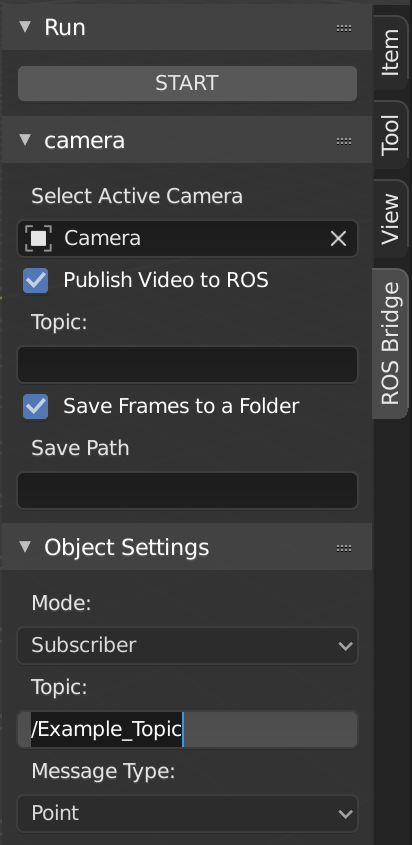 Run
START
camera
Select Active Camera
Camera
Publish Video to ROS
Topic:
Save Frames to a Folder
Save Path
Object Settings
Mode:
Subscriber
Topic:
/Example_Topic
Message Type:
Point
Item
Tool
View
ROS Bridge